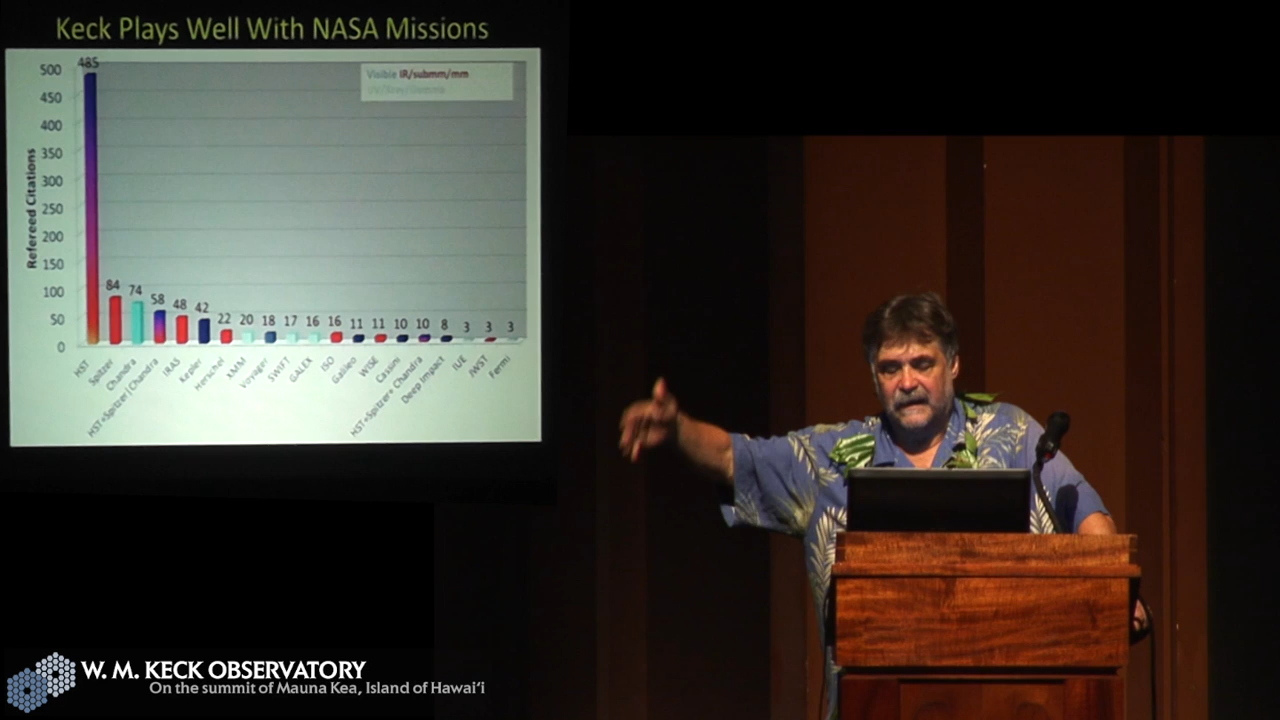 Keck Plays Well With NASA Missions
485
500
450
400
350
300
250
200
150
100
50
0
Refereed Citations
Visible IR/submm/mm
84
74
58
48
42
22
20
18
17
16
16
11
11
10
10
8
3
3
3
HST
Spitzer
Chandra
HST+Spitzer|Chandra
IRAS
Kepler
Herschel
XMM
Voyager
SWIFT
GALEX
ISO
Galileo
WISE
Cassini
HST+Spitzer+ Chandra
Deep Impact
IUE
JWST
Fermi
W. M. KECK OBSERVATORY
On the summit of Mauna Kea, Island of Hawai‘i